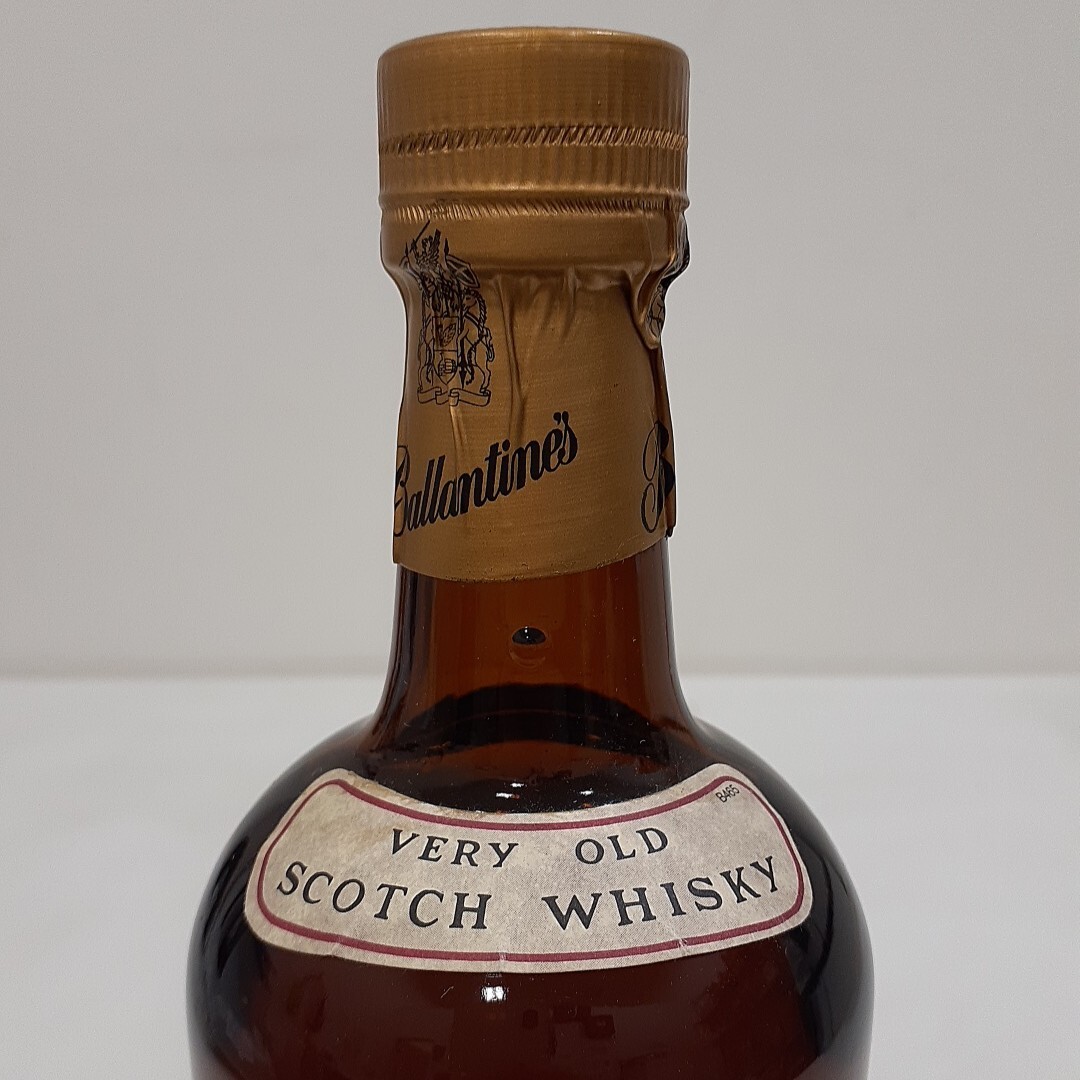 Ballantine's
B465
VERY OLD
SCOTCH WHISKY